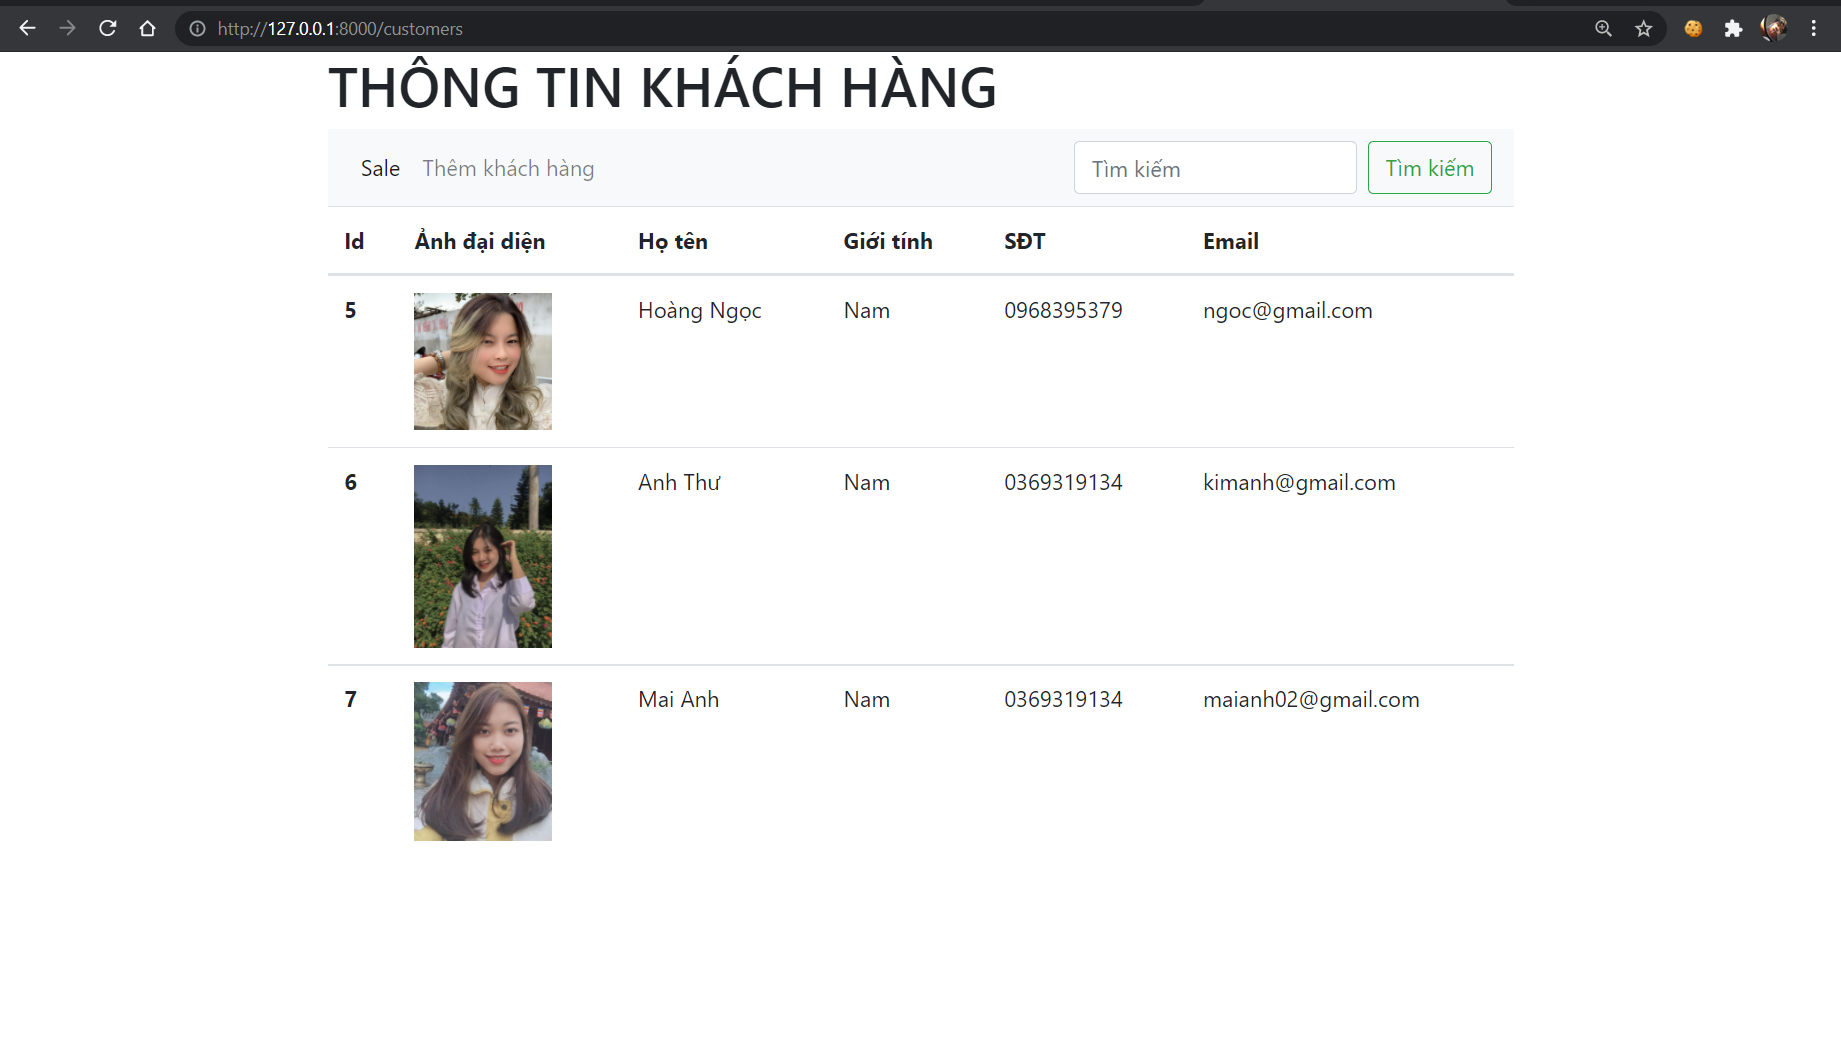 http://127.0.0.1:8000/customers
THÔNG TIN KHÁCH HÀNG
Sale Thêm khách hàng Tìm kiếm Tìm kiếm
Id Ảnh đại diện Họ tên Giới tính SĐT Email
5 Hoàng Ngọc Nam 0968395379 ngoc@gmail.com
6 Anh Thư Nam 0369319134 kimanh@gmail.com
7 Mai Anh Nam 0369319134 maianh02@gmail.com